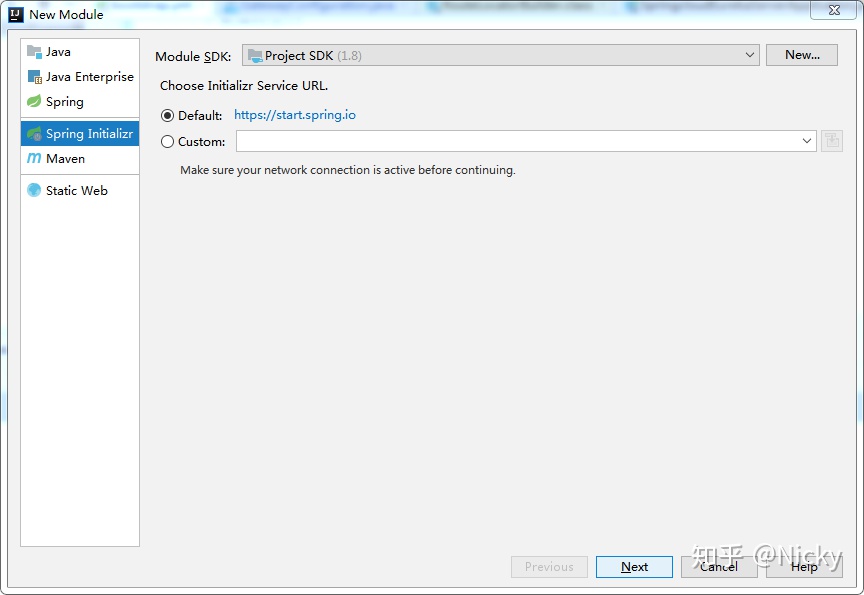 New Module
Java
Java Enterprise
Spring
Spring Initializr
Maven
Static Web
Module SDK: Project SDK (1.8) New...
Choose Initializr Service URL.
Default: https://start.spring.io
Custom:
Make sure your network connection is active before continuing.
Previous Next Cancel Help
知乎 @Nicky